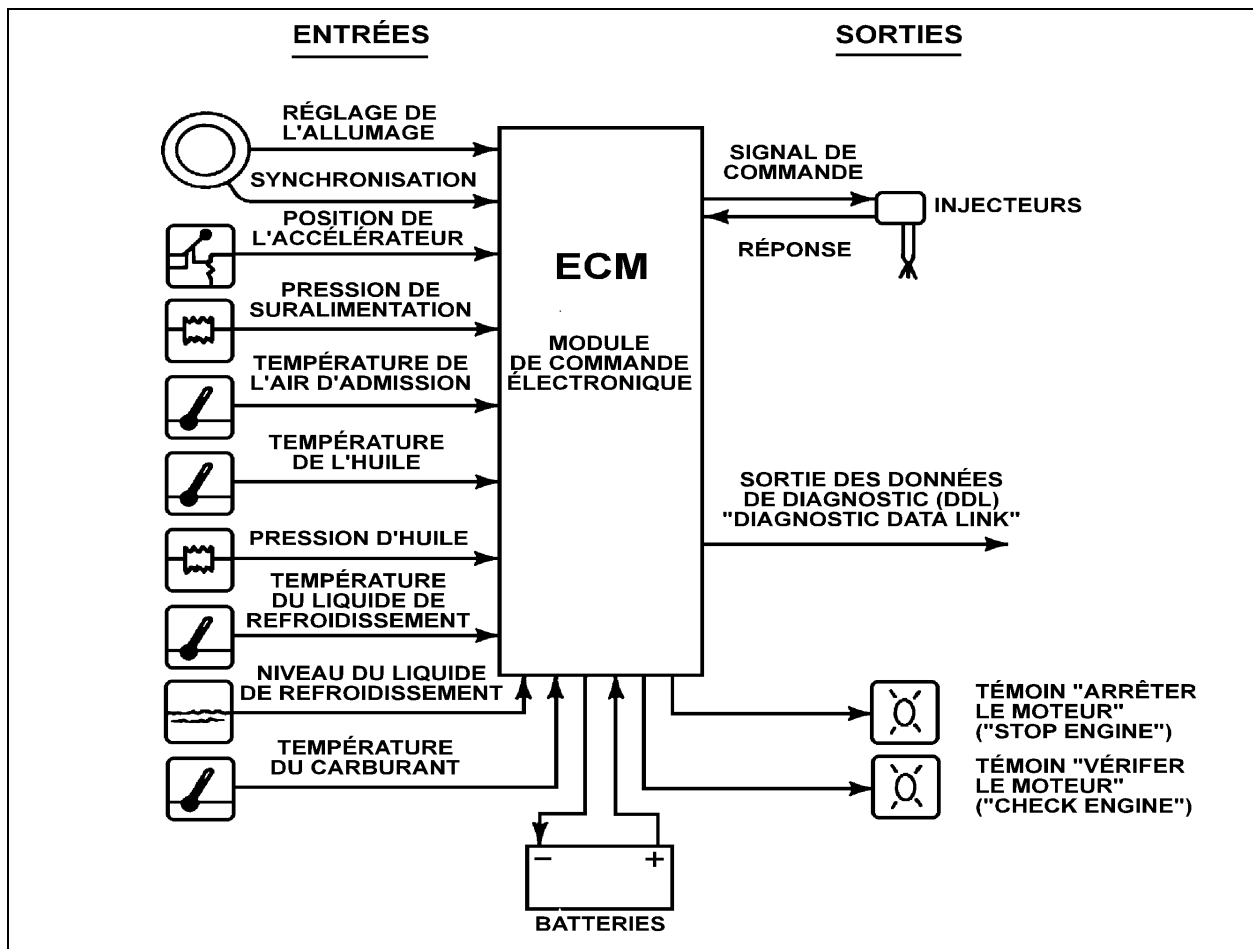 ENTRÉES
SORTIES
RÉGLAGE DE
L'ALLUMAGE
SYNCHRONISATION
POSITION DE
L'ACCÉLÉRATEUR
PRESSION DE
SURALIMENTATION
TEMPÉRATURE DE
L'AIR D'ADMISSION
TEMPÉRATURE
DE L'HUILE
PRESSION D'HUILE
TEMPÉRATURE
DU LIQUIDE DE
REFROIDISSEMENT
NIVEAU DU LIQUIDE
DE REFROIDISSEMENT
TEMPÉRATURE
DU CARBURANT
ECM
MODULE
DE COMMANDE
ÉLECTRONIQUE
SIGNAL DE
COMMANDE
INJECTEURS
RÉPONSE
SORTIE DES DONNÉES
DE DIAGNOSTIC (DDL)
"DIAGNOSTIC DATA LINK"
TÉMOIN "ARRÊTER
LE MOTEUR"
("STOP ENGINE")
TÉMOIN "VÉRIFER
LE MOTEUR"
("CHECK ENGINE")
− +
BATTERIES